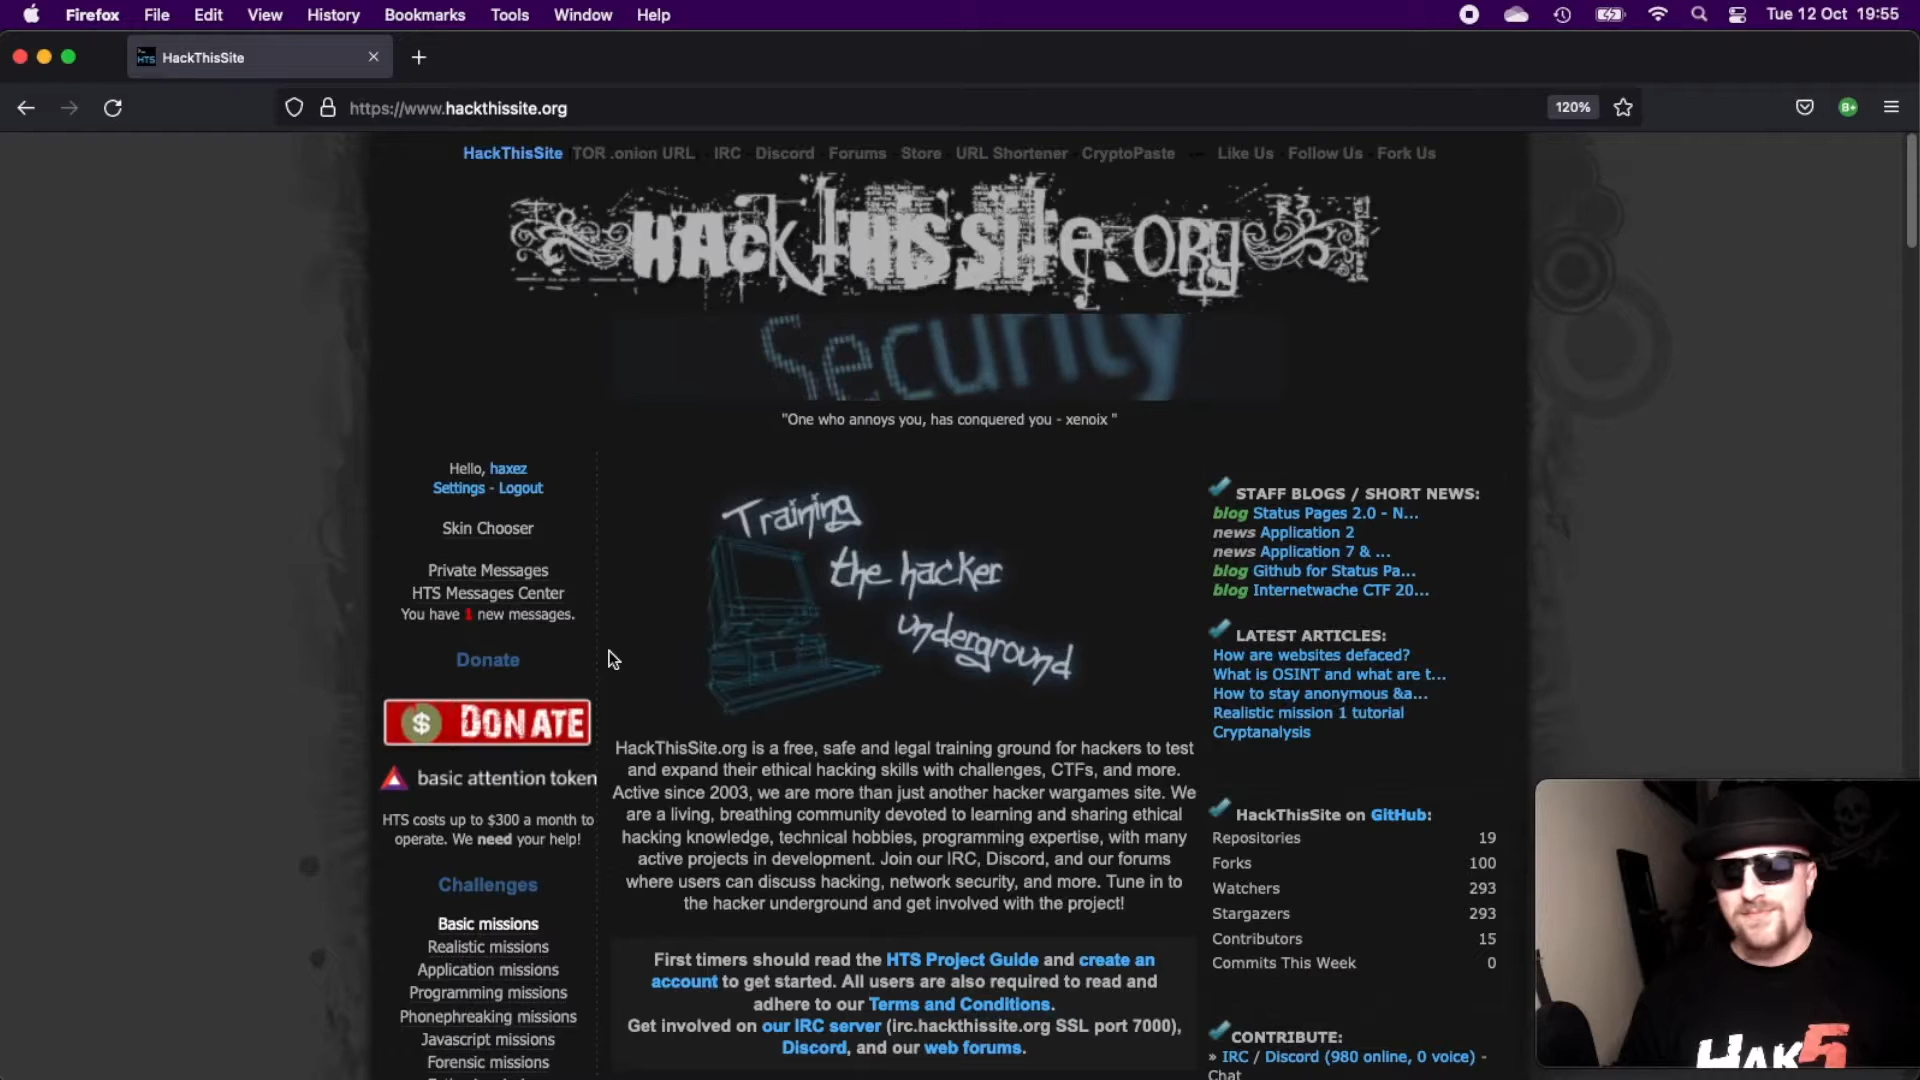 Firefox File Edit View History Bookmarks Tools Window Help
Tue 12 Oct 19:55
HTS HackThisSite
https://www.hackthissite.org
120%
B+
HackThisSite TOR .onion URL - IRC - Discord - Forums - Store - URL Shortener - CryptoPaste -- Like Us - Follow Us - Fork Us
HackThisSite.org
Security
"One who annoys you, has conquered you - xenoix "
Hello, haxez
Settings - Logout
Skin Chooser
Private Messages
HTS Messages Center
You have 1 new messages.
Donate
$ DONATE
basic attention token
HTS costs up to $300 a month to
operate. We need your help!
Challenges
Basic missions
Realistic missions
Application missions
Programming missions
Phonephreaking missions
Javascript missions
Forensic missions
Training
the hacker
underground
HackThisSite.org is a free, safe and legal training ground for hackers to test
and expand their ethical hacking skills with challenges, CTFs, and more.
Active since 2003, we are more than just another hacker wargames site. We
are a living, breathing community devoted to learning and sharing ethical
hacking knowledge, technical hobbies, programming expertise, with many
active projects in development. Join our IRC, Discord, and our forums
where users can discuss hacking, network security, and more. Tune in to
the hacker underground and get involved with the project!
First timers should read the HTS Project Guide and create an
account to get started. All users are also required to read and
adhere to our Terms and Conditions.
Get involved on our IRC server (irc.hackthissite.org SSL port 7000),
Discord, and our web forums.
STAFF BLOGS / SHORT NEWS:
blog Status Pages 2.0 - N...
news Application 2
news Application 7 & ...
blog Github for Status Pa...
blog Internetwache CTF 20...
LATEST ARTICLES:
How are websites defaced?
What is OSINT and what are t...
How to stay anonymous &a...
Realistic mission 1 tutorial
Cryptanalysis
HackThisSite on GitHub:
Repositories 19
Forks 100
Watchers 293
Stargazers 293
Contributors 15
Commits This Week 0
CONTRIBUTE:
» IRC / Discord (980 online, 0 voice) -
Chat
HAK5